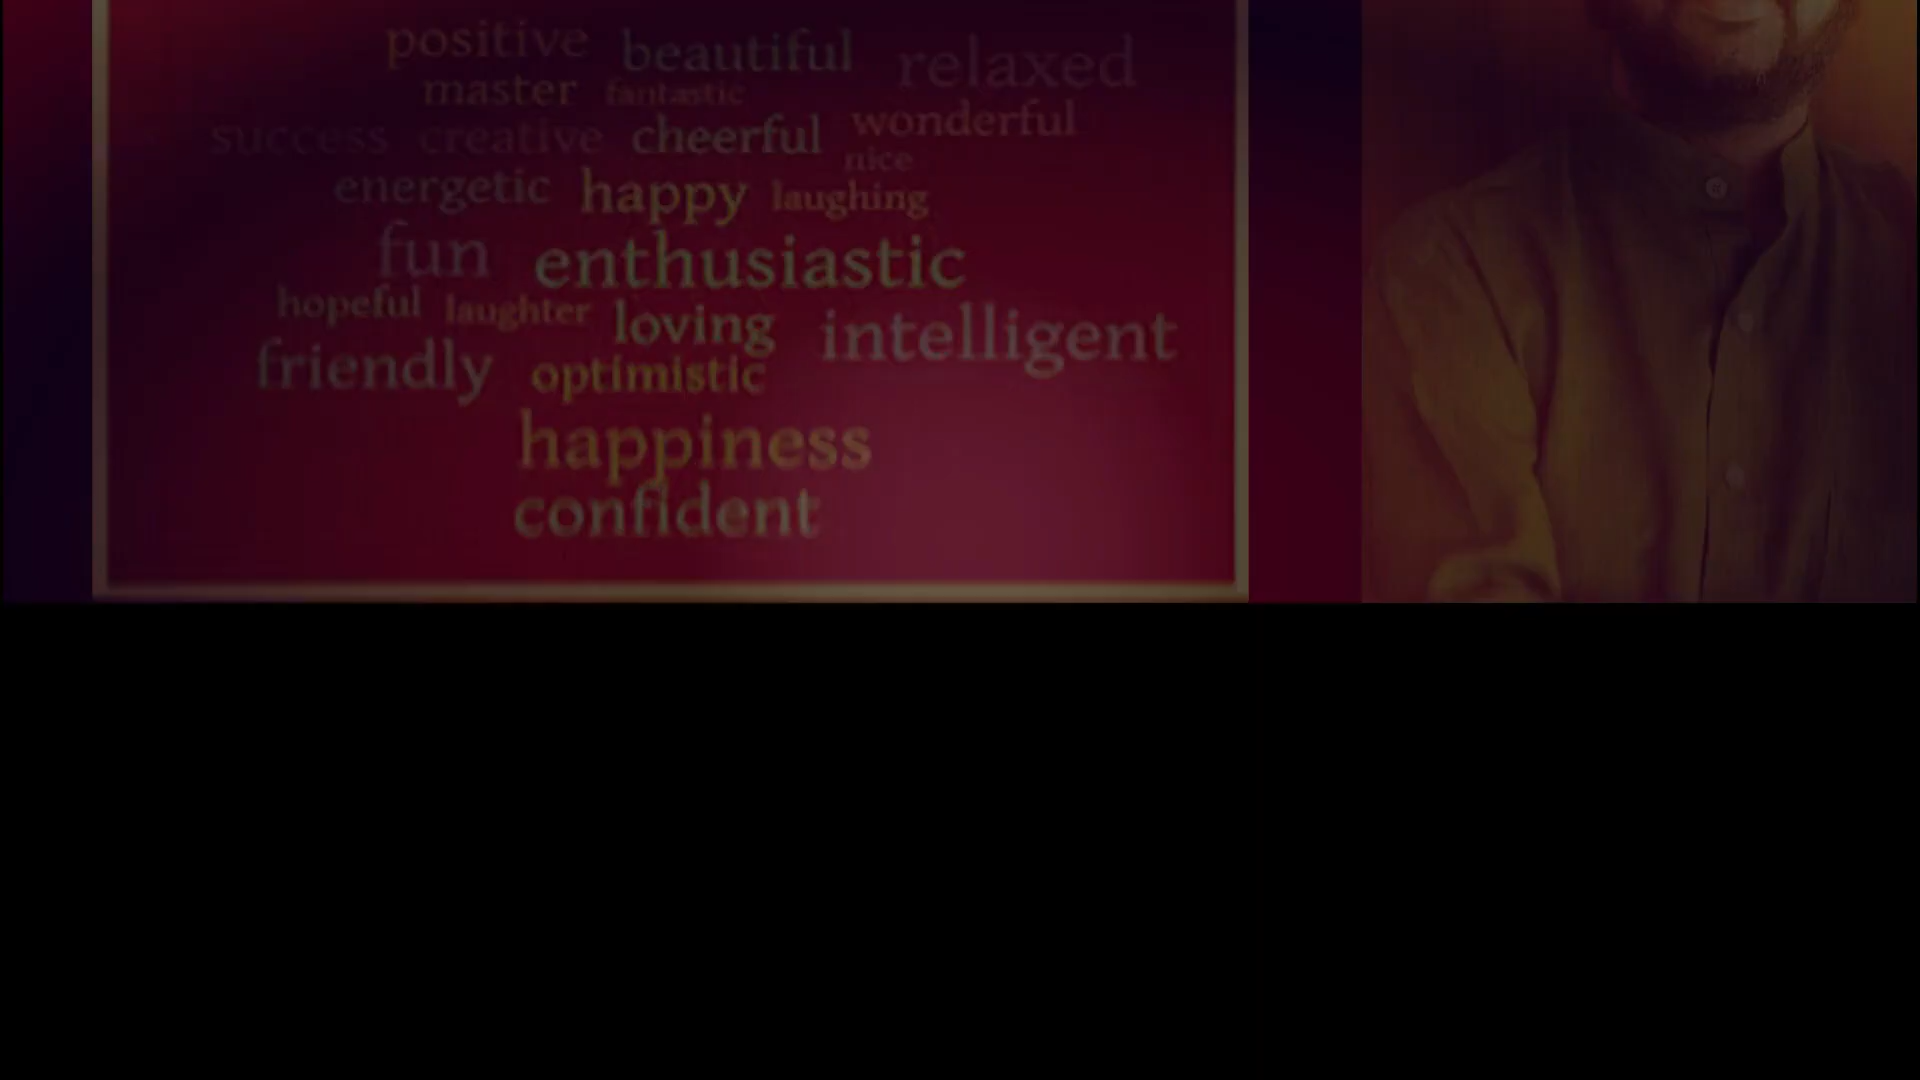 positive beautiful relaxed
master fantastic
success creative cheerful wonderful
nice
energetic happy laughing
fun enthusiastic
hopeful laughter loving intelligent
friendly optimistic
happiness
confident